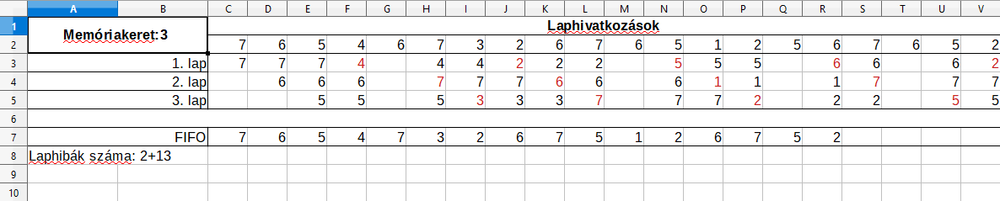 A B C D E F G H I J K L M N O P Q R S T U V
1 Memóriakeret:3 Laphivatkozások
2 7 6 5 4 6 7 3 2 6 7 6 5 1 2 5 6 7 6 5 2
3 1. lap 7 7 7 4 4 4 2 2 2 5 5 5 6 6 6 2
4 2. lap 6 6 6 7 7 7 6 6 6 1 1 1 7 7 7
5 3. lap 5 5 5 3 3 3 7 7 7 2 2 2 5 5
6
7 FIFO 7 6 5 4 7 3 2 6 7 5 1 2 6 7 5 2
8 Laphibák száma: 2+13
9
10